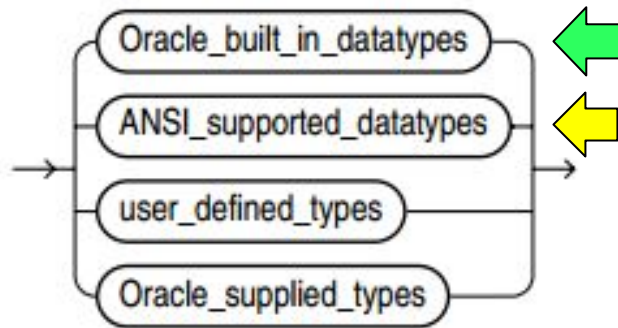 Oracle_built_in_datatypes
ANSI_supported_datatypes
user_defined_types
Oracle_supplied_types